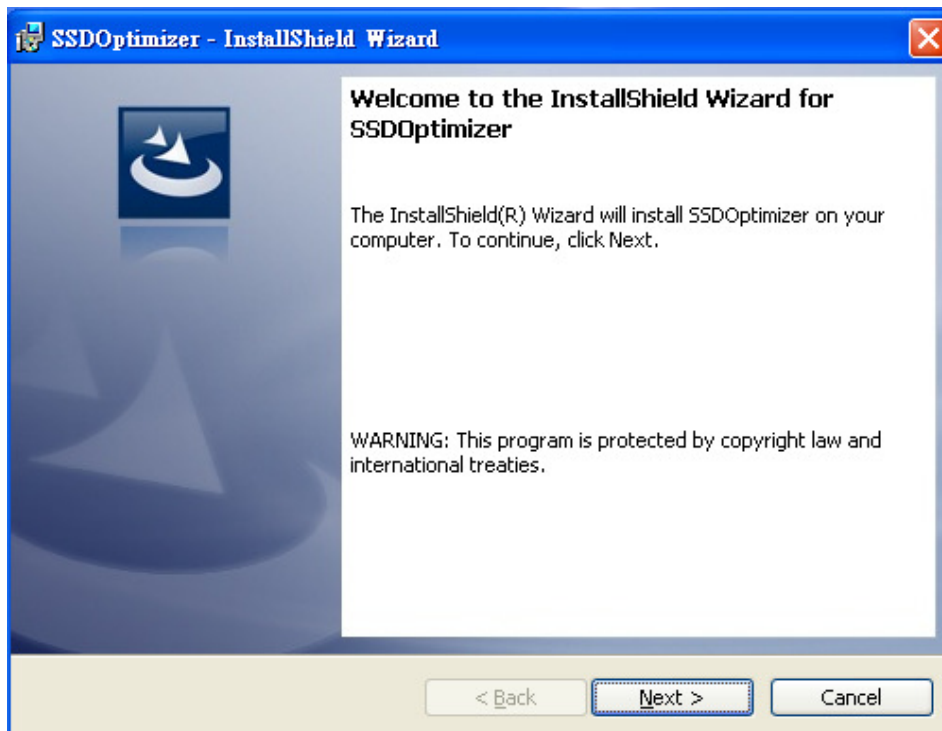 SSDOptimizer - InstallShield Wizard
Welcome to the InstallShield Wizard for
SSDOptimizer
The InstallShield(R) Wizard will install SSDOptimizer on your
computer. To continue, click Next.
WARNING: This program is protected by copyright law and
international treaties.
< Back
Next >
Cancel